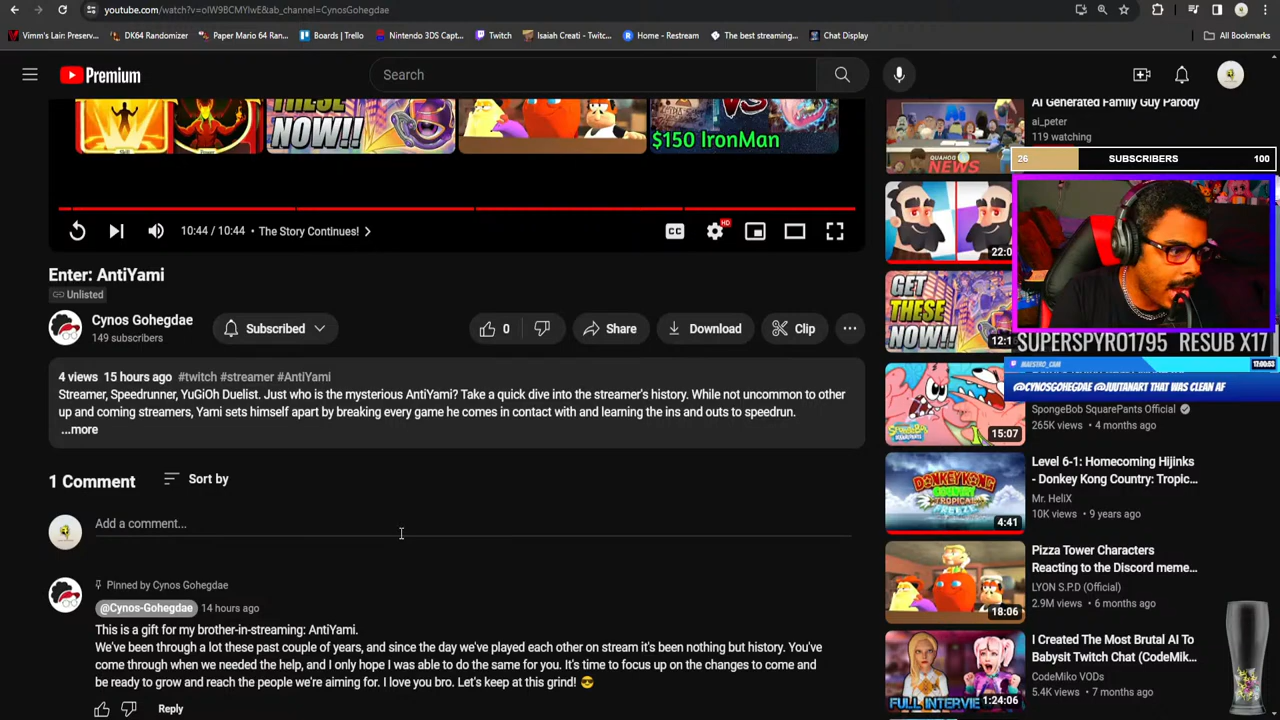 youtube.com/watch?v=oIW9BCMYIwE&ab_channel=CynosGohegdae
Vimm's Lair: Preserv...
DK64 Randomizer
Paper Mario 64 Ran...
Boards | Trello
Nintendo 3DS Capt...
Twitch
Isaiah Creati - Twitc...
Home - Restream
The best streaming...
Chat Display
All Bookmarks
Premium
Search
THESE
NOW!!
VS
$150 IronMan
10:44 / 10:44 • The Story Continues!
CC
HD
Enter: AntiYami
Unlisted
Cynos Gohegdae
149 subscribers
Subscribed
0
Share
Download
Clip
4 views 15 hours ago #twitch #streamer #AntiYami
Streamer, Speedrunner, YuGiOh Duelist. Just who is the mysterious AntiYami? Take a quick dive into the streamer's history. While not uncommon to other
up and coming streamers, Yami sets himself apart by breaking every game he comes in contact with and learning the ins and outs to speedrun.
...more
1 Comment
Sort by
Add a comment...
Pinned by Cynos Gohegdae
@Cynos-Gohegdae 14 hours ago
This is a gift for my brother-in-streaming: AntiYami.
We've been through a lot these past couple of years, and since the day we've played each other on stream it's been nothing but history. You've
come through when we needed the help, and I only hope I was able to do the same for you. It's time to focus up on the changes to come and
be ready to grow and reach the people we're aiming for. I love you bro. Let's keep at this grind! 😎
Reply
AI Generated Family Guy Parody
ai_peter
119 watching
QUAHOG
NEWS
26 SUBSCRIBERS 100
22:0
GET
THESE
NOW!!
12:1
SUPERSPYRO1795 RESUB X17
MAESTRO_CAM
17:00:53
@CYNOSGOHEGDAE @JUUTANART THAT WAS CLEAN AF
SpongeBob SquarePants Official
265K views • 4 months ago
15:07
Level 6-1: Homecoming Hijinks
- Donkey Kong Country: Tropic...
Mr. HeliX
10K views • 9 years ago
DONKEY KONG
COUNTRY
TROPICAL
FREEZE
4:41
Pizza Tower Characters
Reacting to the Discord meme...
LYON S.P.D (Official)
2.9M views • 6 months ago
18:06
I Created The Most Brutal AI To
Babysit Twitch Chat (CodeMik...
CodeMiko VODs
5.4K views • 7 months ago
FULL INTERVIEW
1:24:06